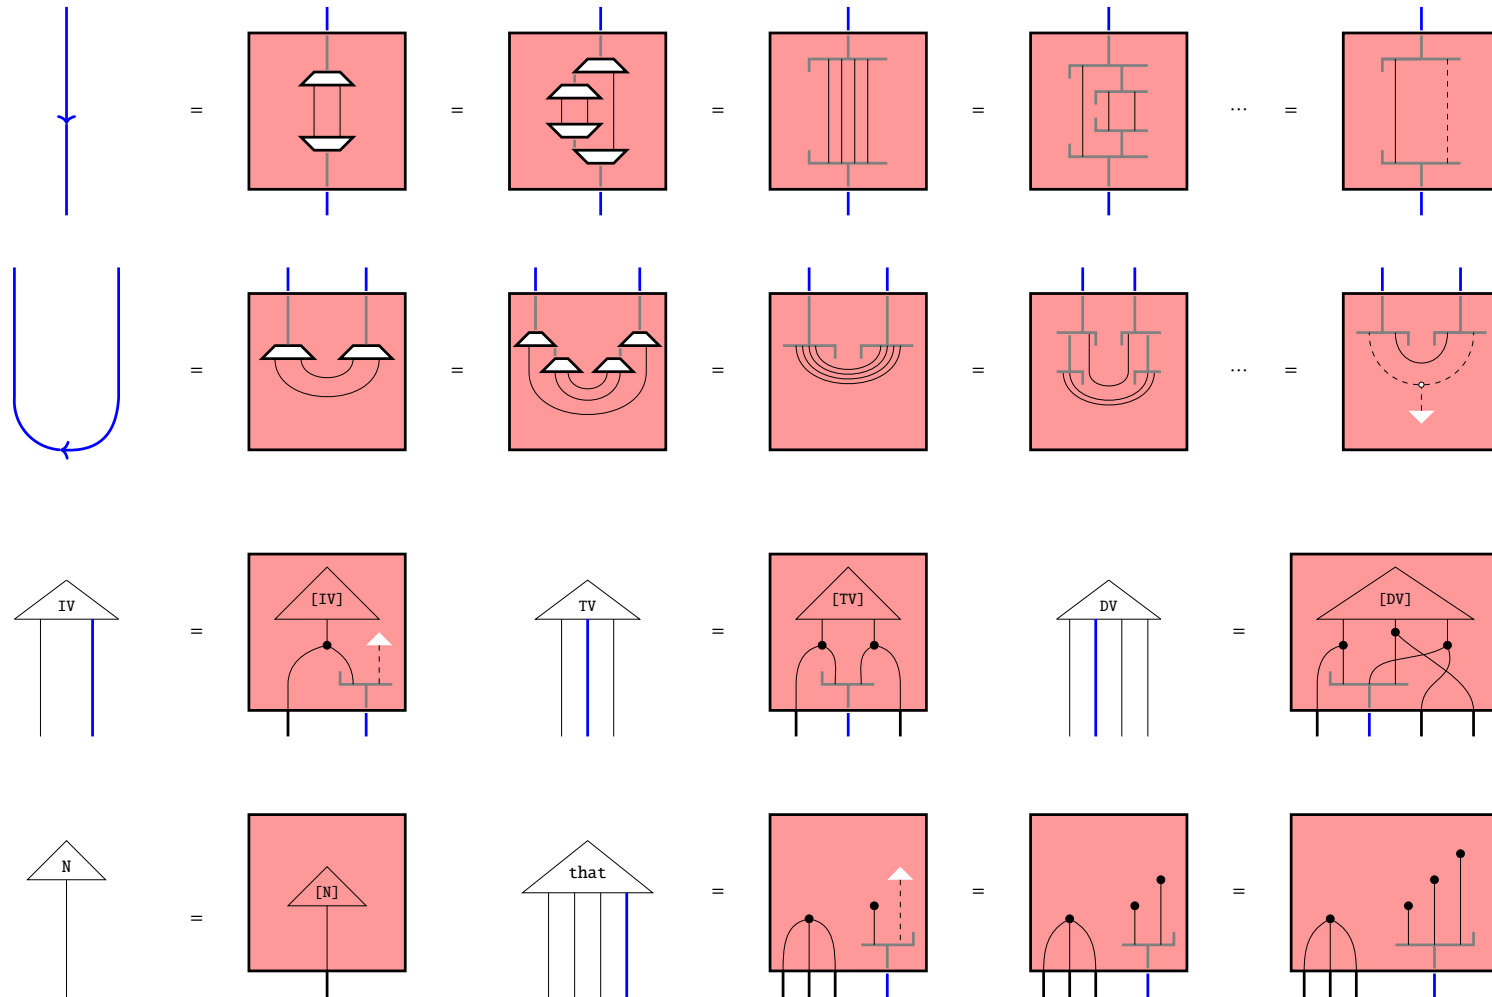 = = = = ··· =
= = = = ··· =
IV = [IV] TV = [TV] DV = [DV]
N = [N] that = = =